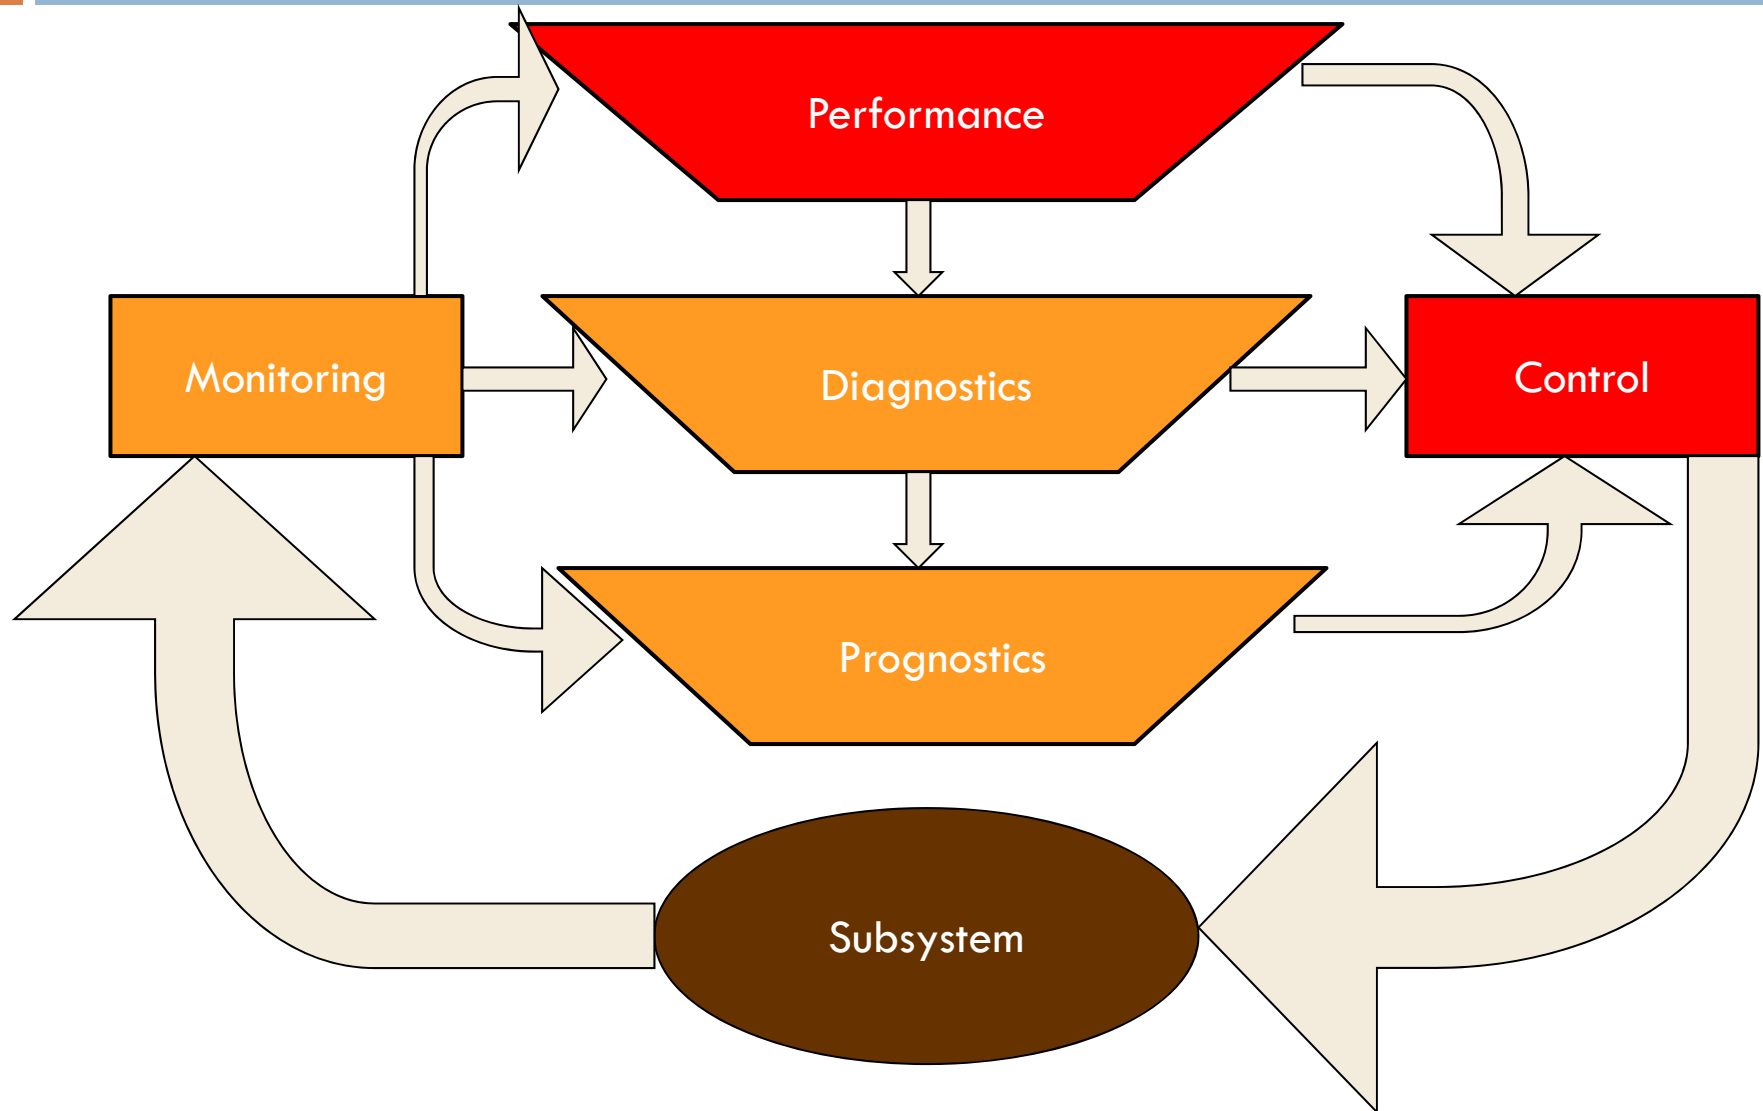 Performance
Monitoring
Diagnostics
Control
Prognostics
Subsystem